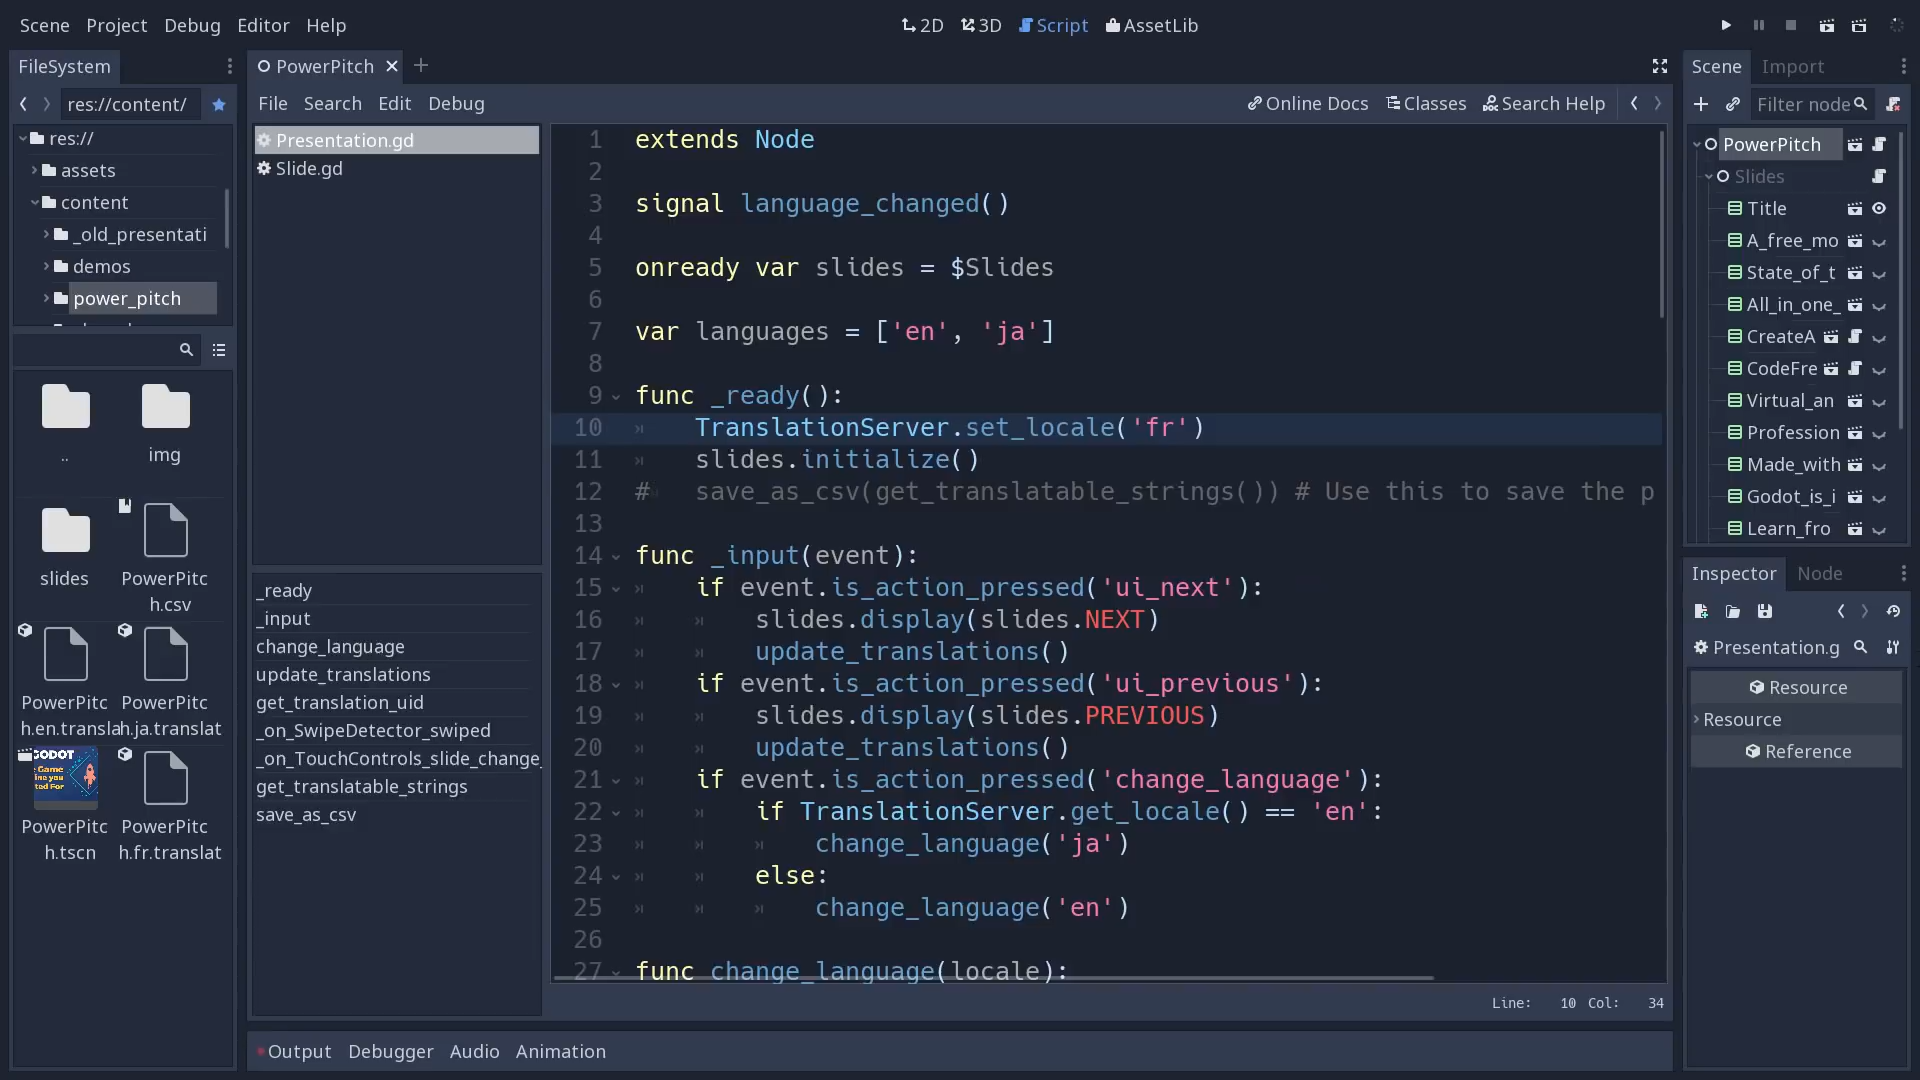 Scene Project Debug Editor Help
2D 3D Script AssetLib
FileSystem
res://content/
res://
assets
content
_old_presentati
demos
power_pitch
..
img
slides
PowerPitc
h.csv
PowerPitc
h.en.transla
PowerPitc
h.ja.translat
GODOT
PowerPitc
h.tscn
PowerPitc
h.fr.translat
PowerPitch
File Search Edit Debug
Online Docs Classes Search Help
Presentation.gd
Slide.gd
_ready
_input
change_language
update_translations
get_translation_uid
_on_SwipeDetector_swiped
_on_TouchControls_slide_change_
get_translatable_strings
save_as_csv
1 extends Node
2
3 signal language_changed()
4
5 onready var slides = $Slides
6
7 var languages = ['en', 'ja']
8
9 func _ready():
10 TranslationServer.set_locale('fr')
11 slides.initialize()
12 # save_as_csv(get_translatable_strings()) # Use this to save the p
13
14 func _input(event):
15 if event.is_action_pressed('ui_next'):
16 slides.display(slides.NEXT)
17 update_translations()
18 if event.is_action_pressed('ui_previous'):
19 slides.display(slides.PREVIOUS)
20 update_translations()
21 if event.is_action_pressed('change_language'):
22 if TranslationServer.get_locale() == 'en':
23 change_language('ja')
24 else:
25 change_language('en')
26
27 func change_language(locale):
Line: 10 Col: 34
Output Debugger Audio Animation
Scene Import
Filter node
PowerPitch
Slides
Title
A_free_mo
State_of_t
All_in_one_
CreateA
CodeFre
Virtual_an
Profession
Made_with
Godot_is_i
Learn_fro
Inspector Node
Presentation.g
Resource
Resource
Reference